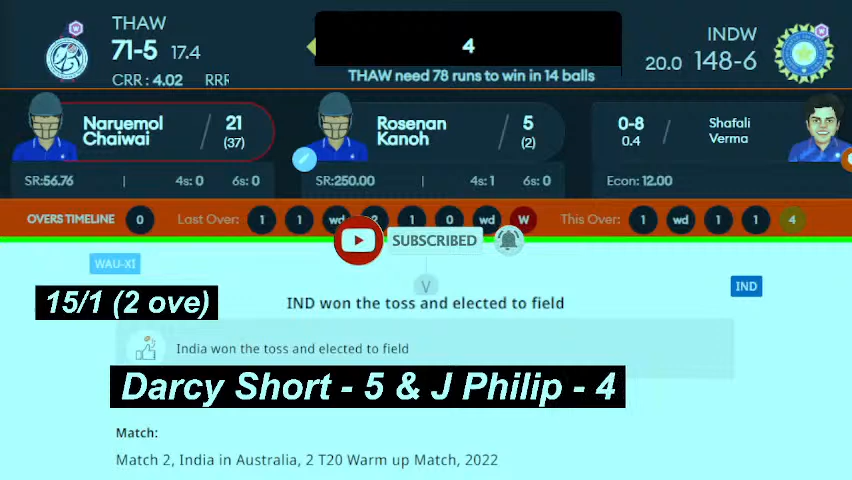 THAW
71-5 17.4
CRR : 4.02 RRR
4
THAW need 78 runs to win in 14 balls
INDW
20.0 148-6
Naruemol Chaiwai / 21 (37)
Rosenan Kanoh / 5 (2)
0-8 0.4 / Shafali Verma
SR:56.76 | 4s: 0 6s: 0
SR:250.00 | 4s: 1 6s: 0
Econ: 12.00
OVERS TIMELINE 0 Last Over: 1 1 wd 2 1 0 wd W This Over: 1 wd 1 1 4
SUBSCRIBED
WAU-XI
V
IND
15/1 (2 ove)
IND won the toss and elected to field
India won the toss and elected to field
Darcy Short - 5 & J Philip - 4
Match:
Match 2, India in Australia, 2 T20 Warm up Match, 2022